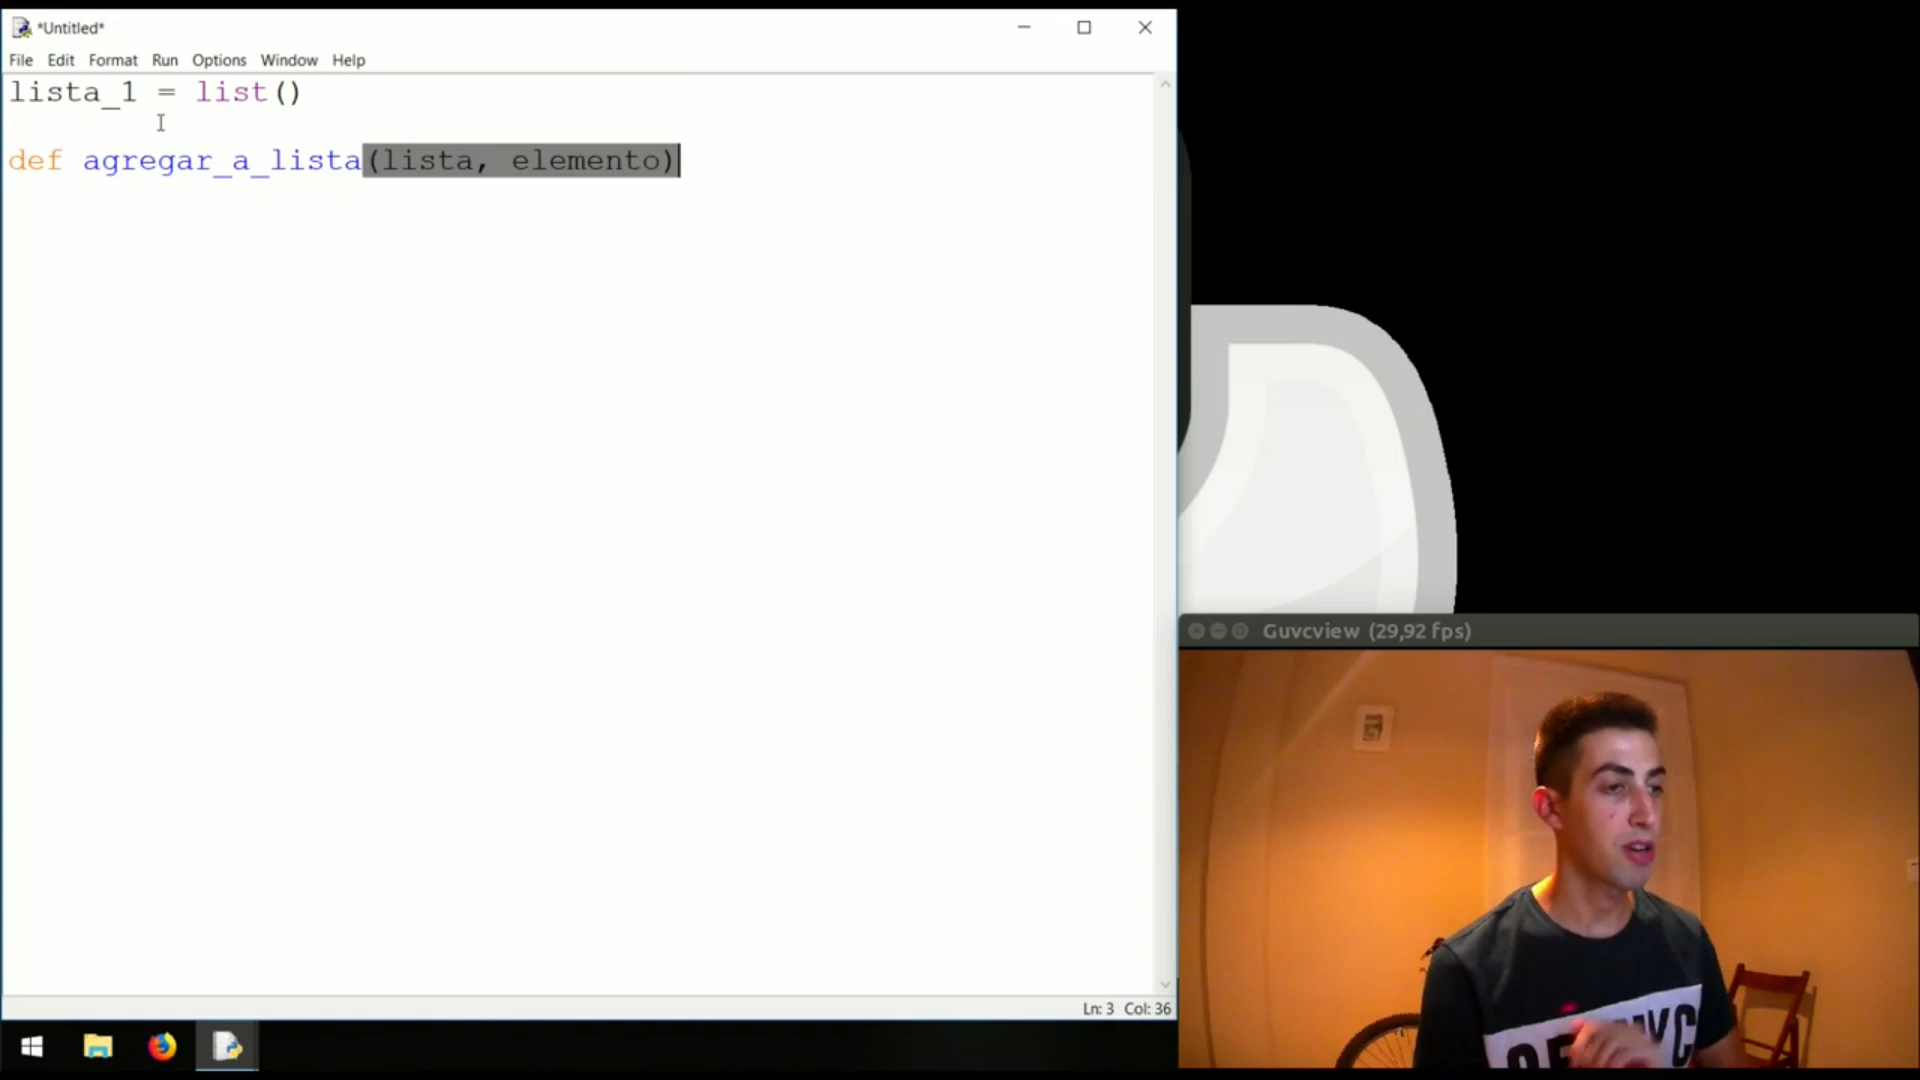 *Untitled*
File Edit Format Run Options Window Help
lista_1 = list()
def agregar_a_lista(lista, elemento)
Ln: 3 Col: 36
Guvcview (29,92 fps)